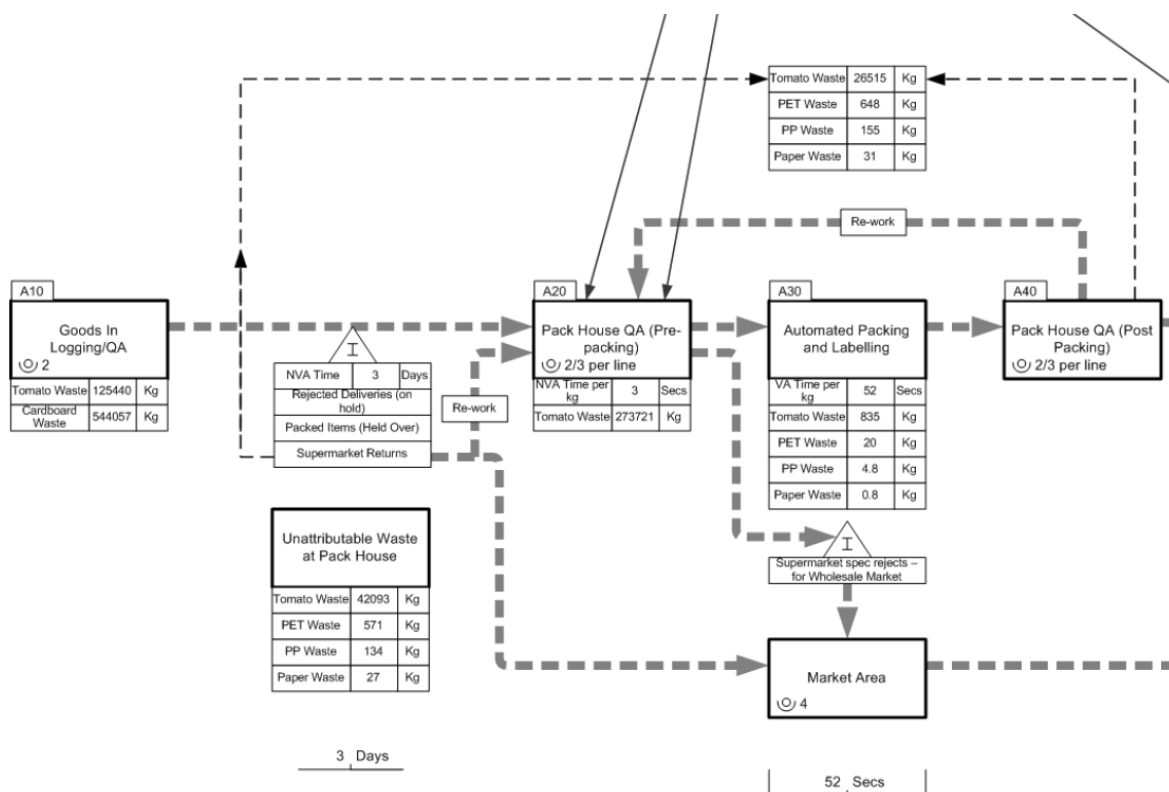 Tomato Waste 26515 Kg
PET Waste 648 Kg
PP Waste 155 Kg
Paper Waste 31 Kg
Re-work
A10
Goods In
Logging/QA
2
Tomato Waste 125440 Kg
Cardboard
Waste 544057 Kg
I
NVA Time 3 Days
Rejected Deliveries (on
hold)
Packed Items (Held Over)
Supermarket Returns
Re-work
A20
Pack House QA (Pre-
packing)
2/3 per line
NVA Time per
kg 3 Secs
Tomato Waste 273721 Kg
A30
Automated Packing
and Labelling
VA Time per
kg 52 Secs
Tomato Waste 835 Kg
PET Waste 20 Kg
PP Waste 4.8 Kg
Paper Waste 0.8 Kg
A40
Pack House QA (Post
Packing)
2/3 per line
Unattributable Waste
at Pack House
Tomato Waste 42093 Kg
PET Waste 571 Kg
PP Waste 134 Kg
Paper Waste 27 Kg
I
Supermarket spec rejects –
for Wholesale Market
Market Area
4
3 Days
52 Secs